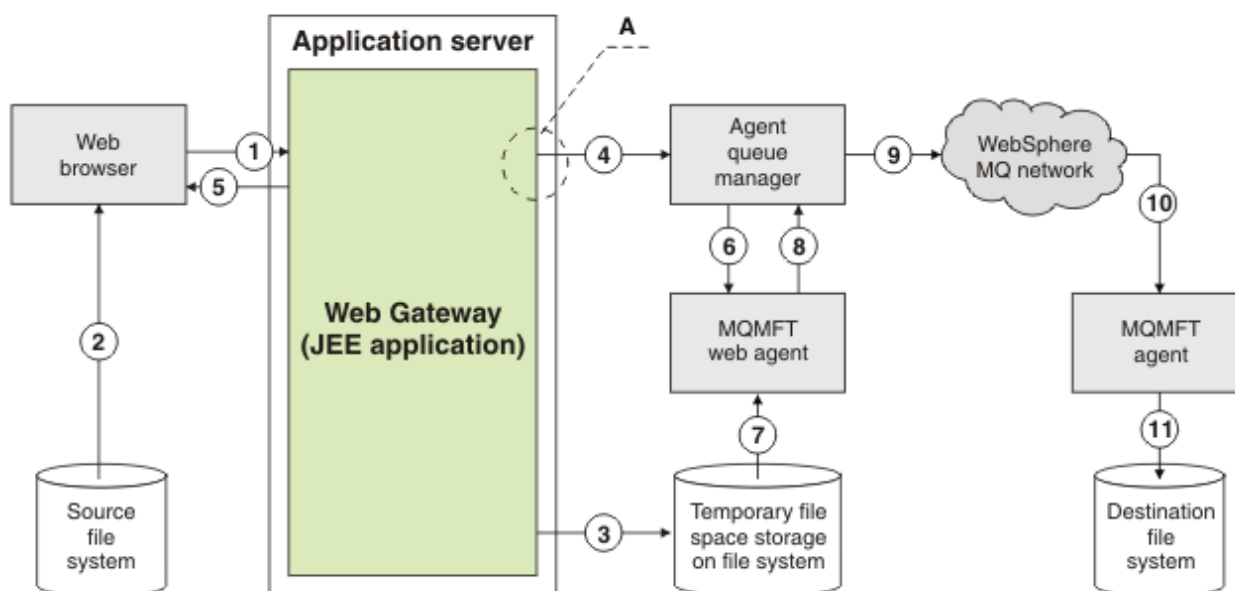 A
Application server
Web
browser
1
5
4
Agent
queue
manager
9
WebSphere
MQ network
10
6
8
Web Gateway
(JEE application)
2
MQMFT
web agent
MQMFT
agent
7
11
Source
file
system
3
Temporary file
space storage
on file system
Destination
file
system